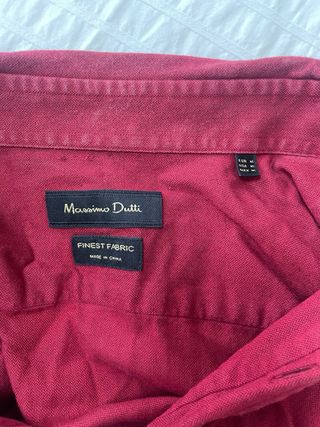 EUR M
USA M
MEX M
Massimo Dutti
FINEST FABRIC
MADE IN CHINA